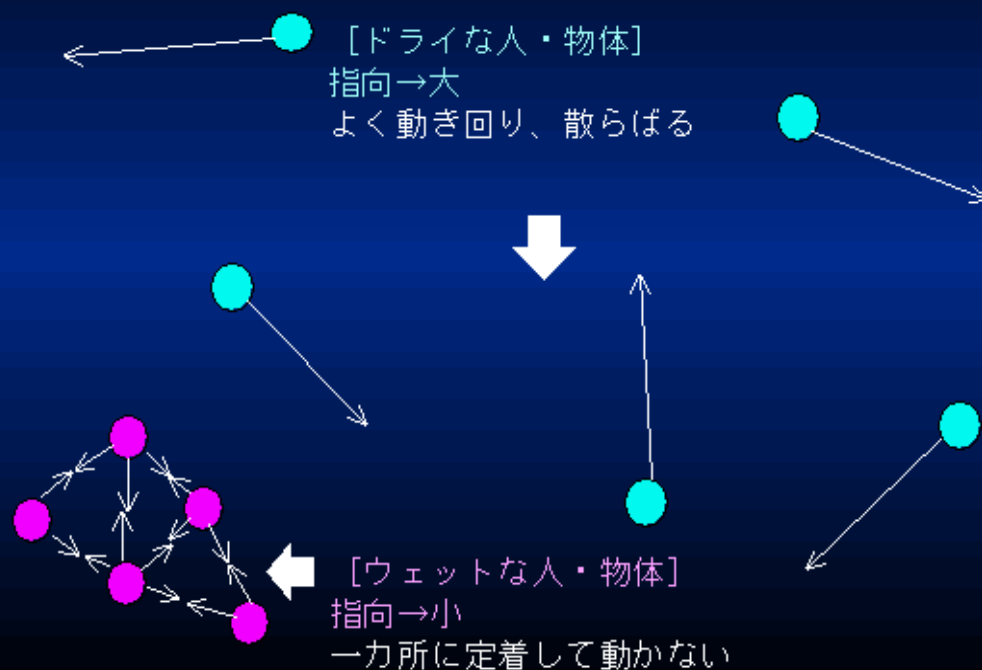 [ドライな人・物体]
指向→大
よく動き回り、散らばる
[ウェットな人・物体]
指向→小
一カ所に定着して動かない